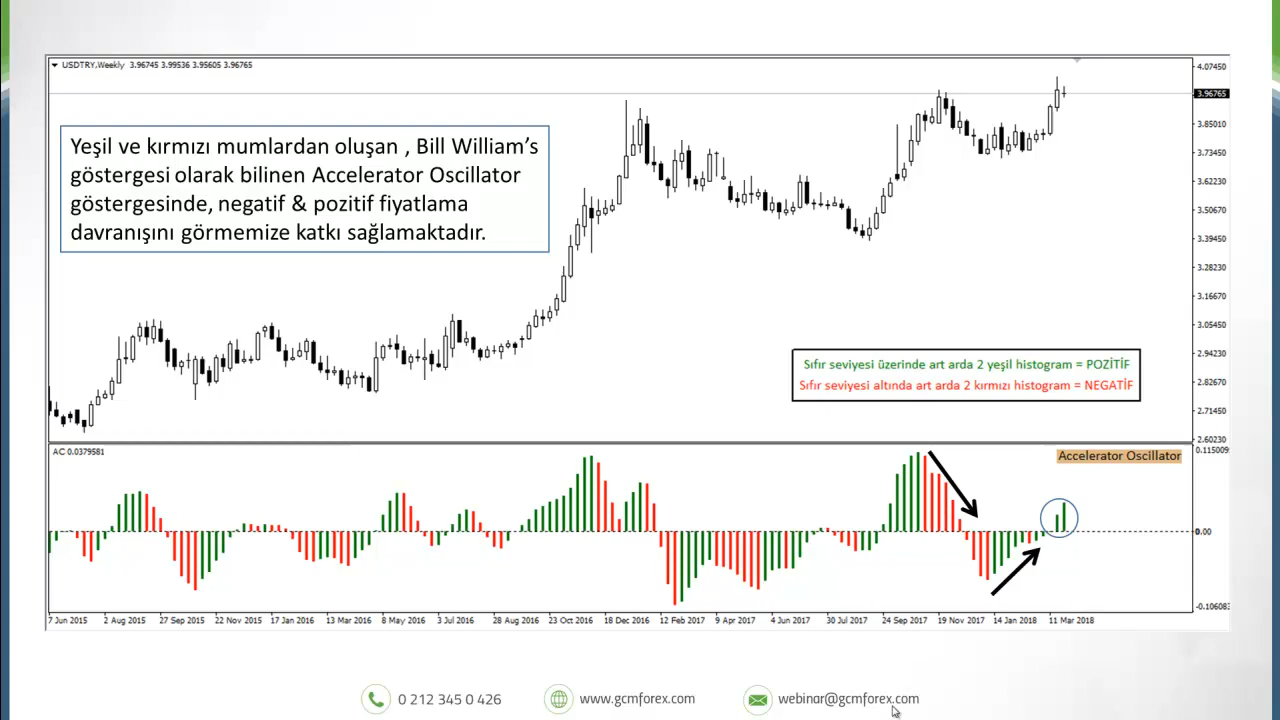 USDTRY,Weekly 3.96745 3.99536 3.95605 3.96765
4.07450
3.96765
3.85010
3.73450
3.62230
3.50670
3.39450
3.28230
3.16670
3.05450
2.94230
2.82670
2.71450
2.60230
Yeşil ve kırmızı mumlardan oluşan , Bill William’s
göstergesi olarak bilinen Accelerator Oscillator
göstergesinde, negatif & pozitif fiyatlama
davranışını görmemize katkı sağlamaktadır.
Sıfır seviyesi üzerinde art arda 2 yeşil histogram = POZİTİF
Sıfır seviyesi altında art arda 2 kırmızı histogram = NEGATİF
AC 0.0379581
Accelerator Oscillator
0.115009
0.00
-0.106083
7 Jun 2015 2 Aug 2015 27 Sep 2015 22 Nov 2015 17 Jan 2016 13 Mar 2016 8 May 2016 3 Jul 2016 28 Aug 2016 23 Oct 2016 18 Dec 2016 12 Feb 2017 9 Apr 2017 4 Jun 2017 30 Jul 2017 24 Sep 2017 19 Nov 2017 14 Jan 2018 11 Mar 2018
0 212 345 0 426 www.gcmforex.com webinar@gcmforex.com